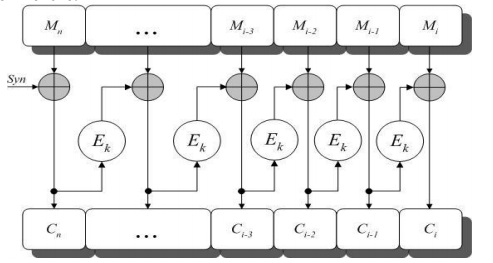 M_n ... M_{i-3} M_{i-2} M_{i-1} M_i
Syn
E_k E_k E_k E_k E_k
C_n ... C_{i-3} C_{i-2} C_{i-1} C_i